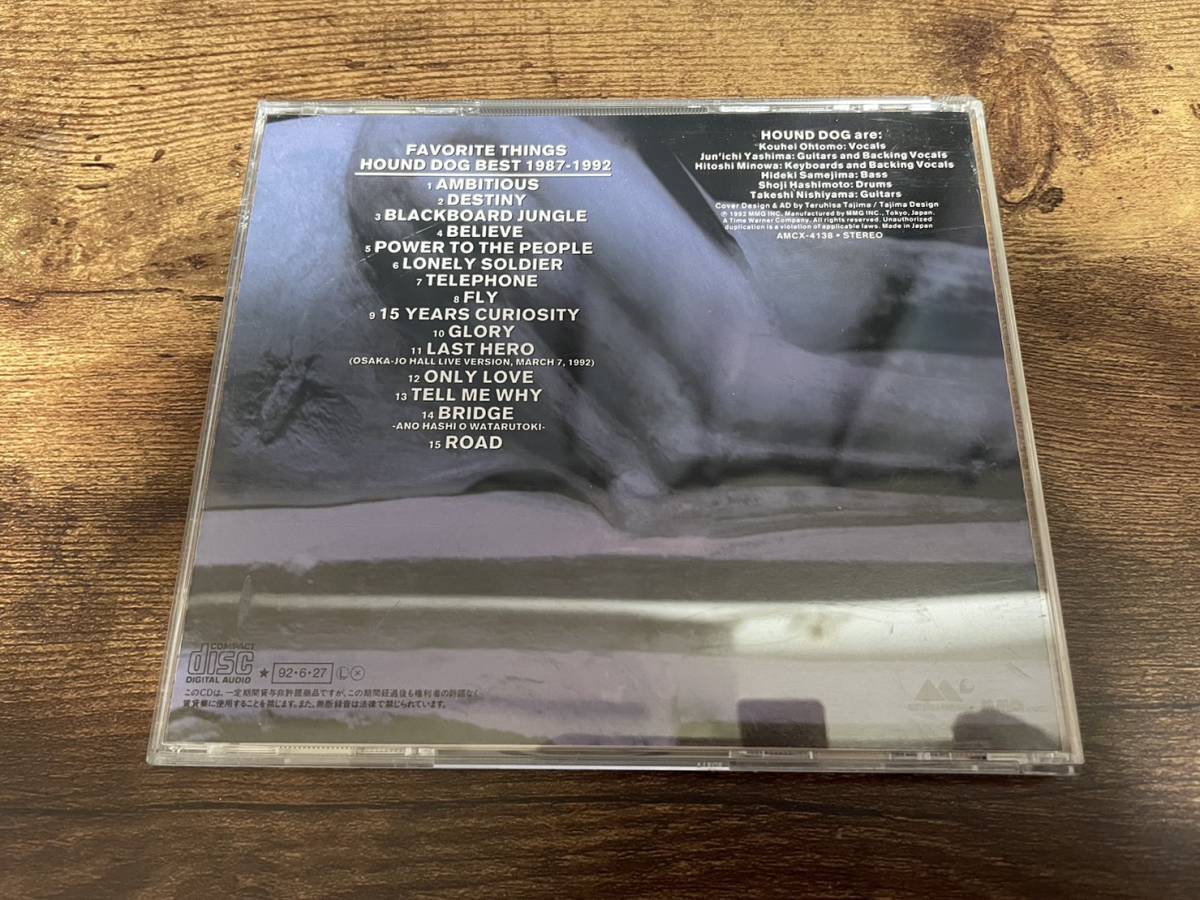 FAVORITE THINGS
HOUND DOG BEST 1987-1992
1 AMBITIOUS
2 DESTINY
3 BLACKBOARD JUNGLE
4 BELIEVE
5 POWER TO THE PEOPLE
6 LONELY SOLDIER
7 TELEPHONE
8 FLY
9 15 YEARS CURIOSITY
10 GLORY
11 LAST HERO
(OSAKA-JO HALL LIVE VERSION, MARCH 7, 1992)
12 ONLY LOVE
13 TELL ME WHY
14 BRIDGE
-ANO HASHI O WATARUTOKI-
15 ROAD
HOUND DOG are:
Kouhei Ohtomo: Vocals
Jun'ichi Yashima: Guitars and Backing Vocals
Hitoshi Minowa: Keyboards and Backing Vocals
Hideki Samejima: Bass
Shoji Hashimoto: Drums
Takeshi Nishiyama: Guitars
Cover Design & AD by Teruhisa Tajima / Tajima Design
℗ 1992 MMG INC. Manufactured by MMG INC., Tokyo, Japan.
A Time Warner Company. All rights reserved. Unauthorized
duplication is a violation of applicable laws. Made in Japan
AMCX-4138 • STEREO
COMPACT
disc
DIGITAL AUDIO
★ 92・6・27 Ⓛ ⓧ
このCDは、一定期間貸与非許諾商品ですが、この期間経過後も権利者の許諾なく
賃貸業に使用することを禁じます。また、無断録音は法律で禁じられています。